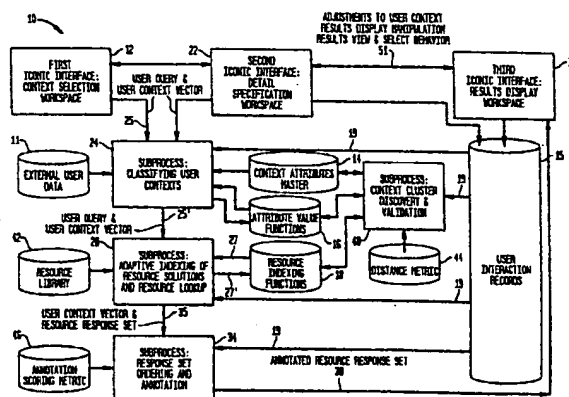 10
ADJUSTMENTS TO USER CONTEXT
RESULTS DISPLAY MANIPULATION
RESULTS VIEW & SELECT BEHAVIOR
51
12
FIRST
ICONIC INTERFACE:
CONTEXT SELECTION
WORKSPACE
22
SECOND
ICONIC INTERFACE:
DETAIL
SPECIFICATION
WORKSPACE
THIRD
ICONIC INTERFACE:
RESULTS DISPLAY
WORKSPACE
USER QUERY &
USER CONTEXT VECTOR
25
11
EXTERNAL USER
DATA
24
SUBPROCESS:
CLASSIFYING USER
CONTEXTS
19
CONTEXT ATTRIBUTES
MASTER
14
ATTRIBUTE VALUE
FUNCTIONS
16
SUBPROCESS:
CONTEXT CLUSTER
DISCOVERY &
VALIDATION
40
19
15
USER
INTERACTION
RECORDS
USER QUERY &
USER CONTEXT VECTOR
25'
42
RESOURCE
LIBRARY
20
SUBPROCESS:
ADAPTIVE INDEXING OF
RESOURCE SOLUTIONS
AND RESOURCE LOOKUP
27
27'
RESOURCE
INDEXING
FUNCTIONS
DISTANCE METRIC
44
19
USER CONTEXT VECTOR &
RESOURCE RESPONSE SET
35
46
ANNOTATION
SCORING METRIC
34
SUBPROCESS:
RESPONSE SET
ORDERING AND
ANNOTATION
19
ANNOTATED RESOURCE RESPONSE SET